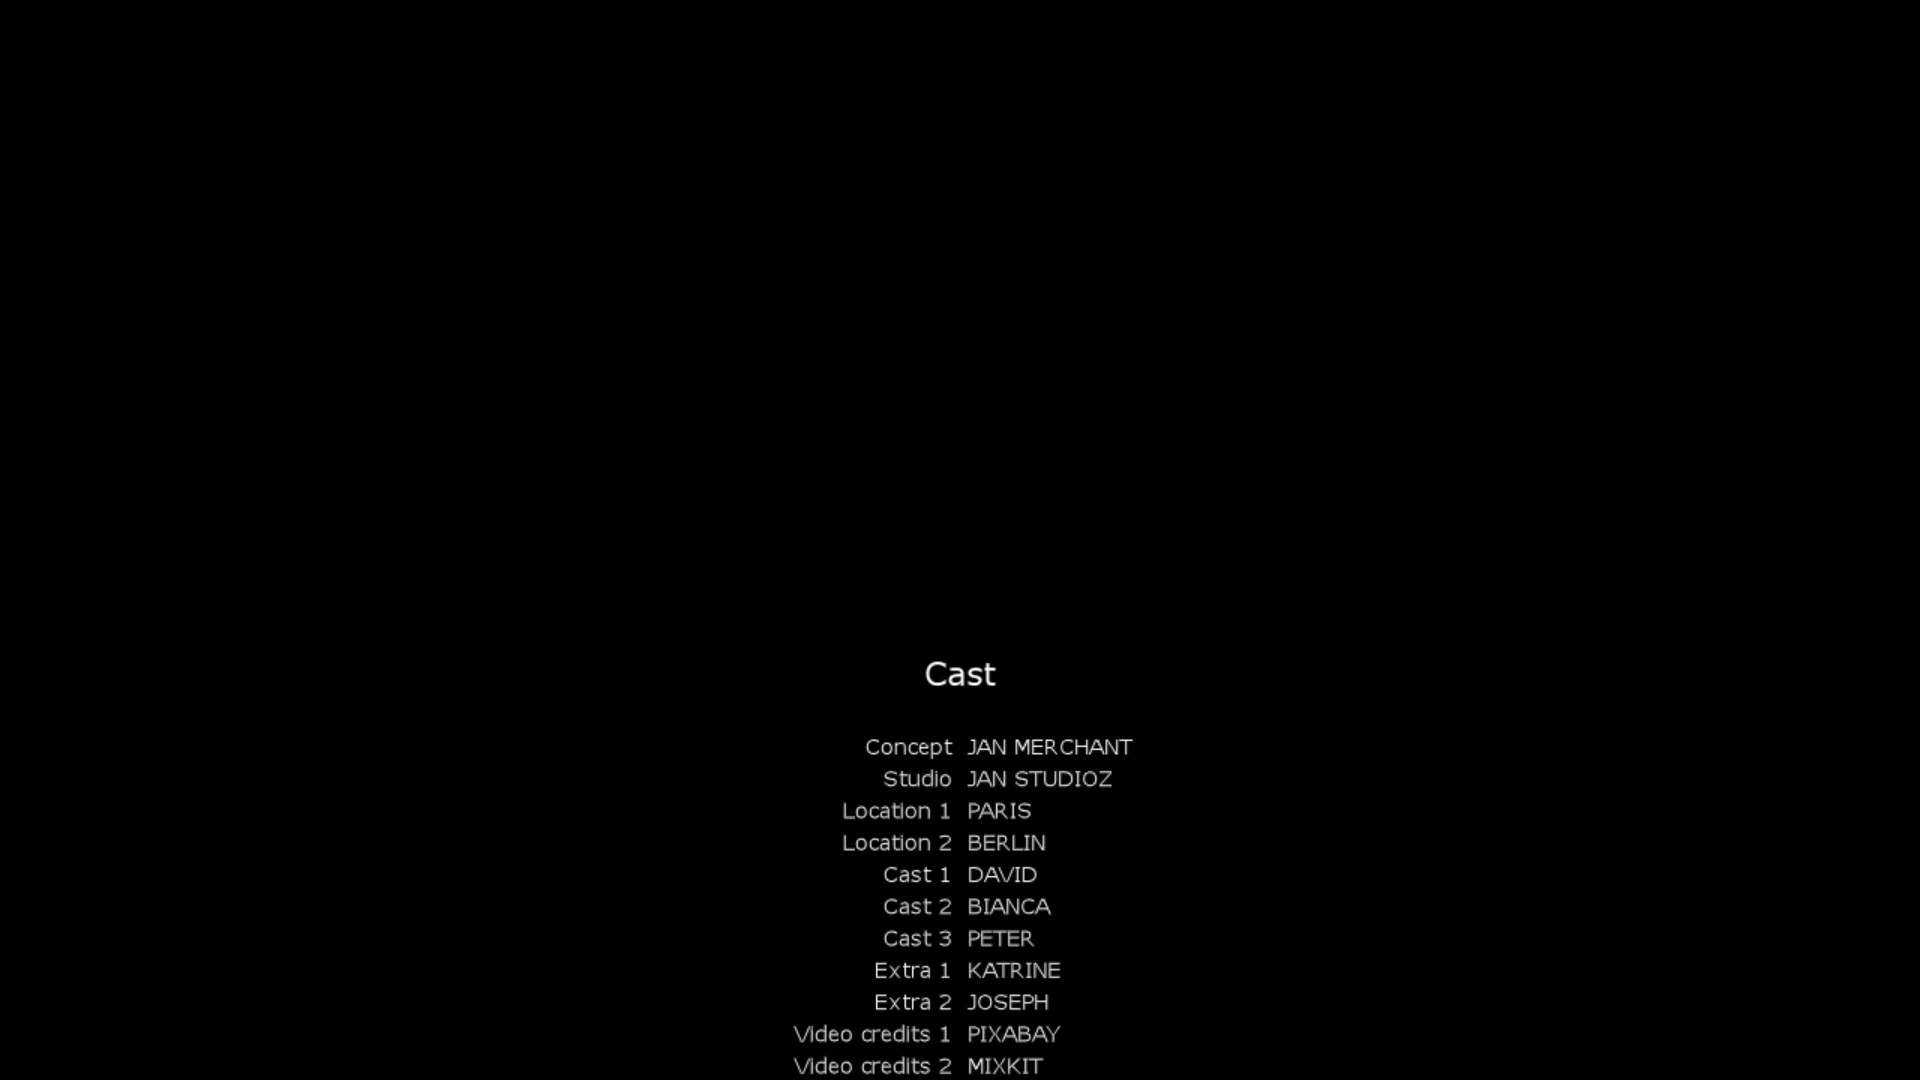 Cast
Concept JAN MERCHANT
Studio JAN STUDIOZ
Location 1 PARIS
Location 2 BERLIN
Cast 1 DAVID
Cast 2 BIANCA
Cast 3 PETER
Extra 1 KATRINE
Extra 2 JOSEPH
Video credits 1 PIXABAY
Video credits 2 MIXKIT